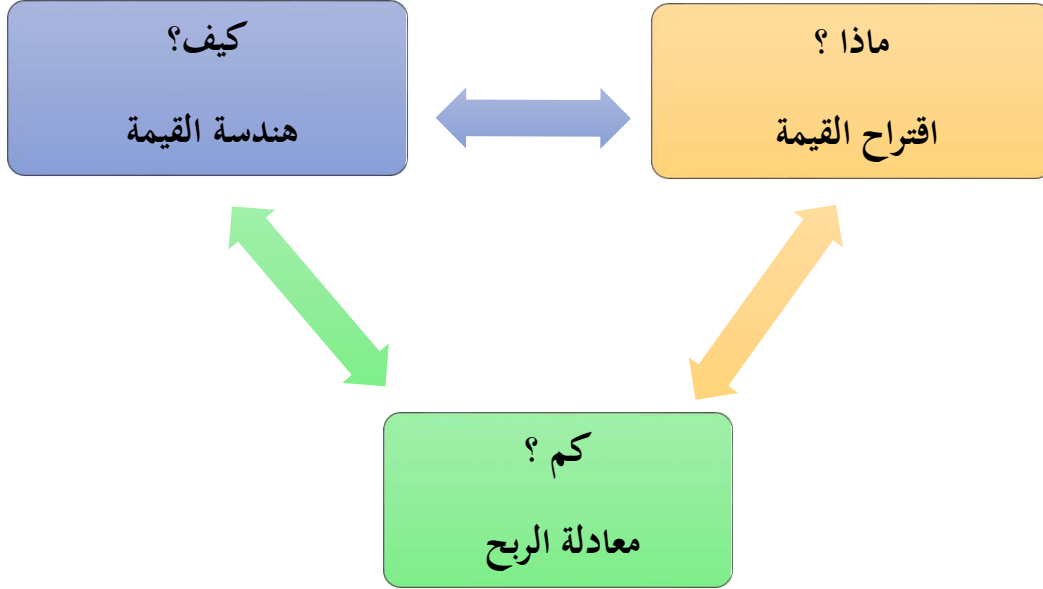 ماذا ؟
اقتراح القيمة
كيف؟
هندسة القيمة
كم ؟
معادلة الربح